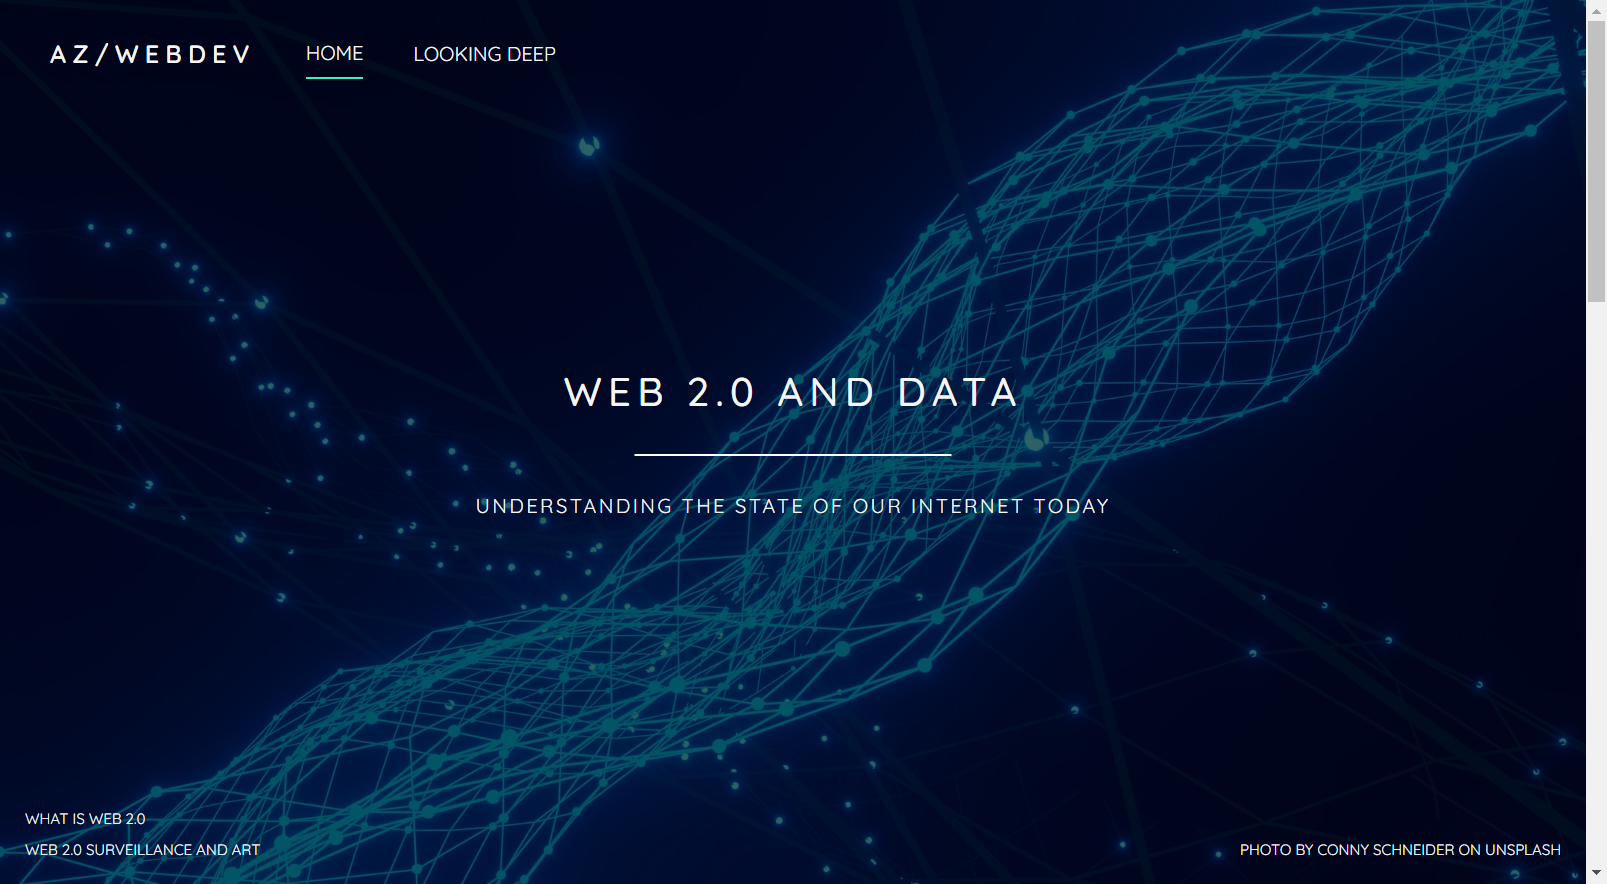 AZ/WEBDEV HOME LOOKING DEEP
WEB 2.0 AND DATA
UNDERSTANDING THE STATE OF OUR INTERNET TODAY
WHAT IS WEB 2.0
WEB 2.0 SURVEILLANCE AND ART
PHOTO BY CONNY SCHNEIDER ON UNSPLASH